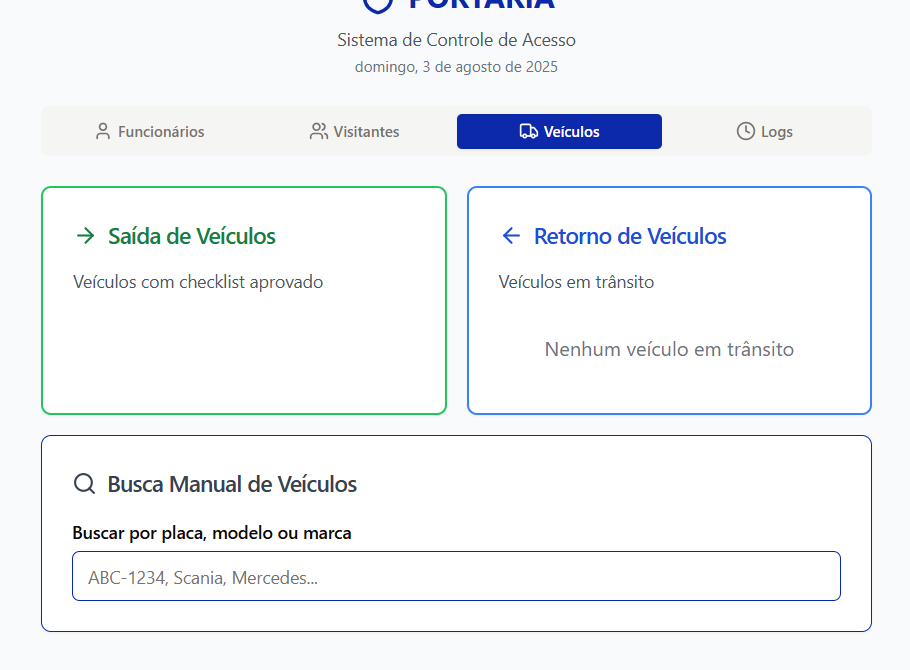 PORTARIA
Sistema de Controle de Acesso
domingo, 3 de agosto de 2025
Funcionários
Visitantes
Veículos
Logs
Saída de Veículos
Veículos com checklist aprovado
Retorno de Veículos
Veículos em trânsito
Nenhum veículo em trânsito
Busca Manual de Veículos
Buscar por placa, modelo ou marca
ABC-1234, Scania, Mercedes...